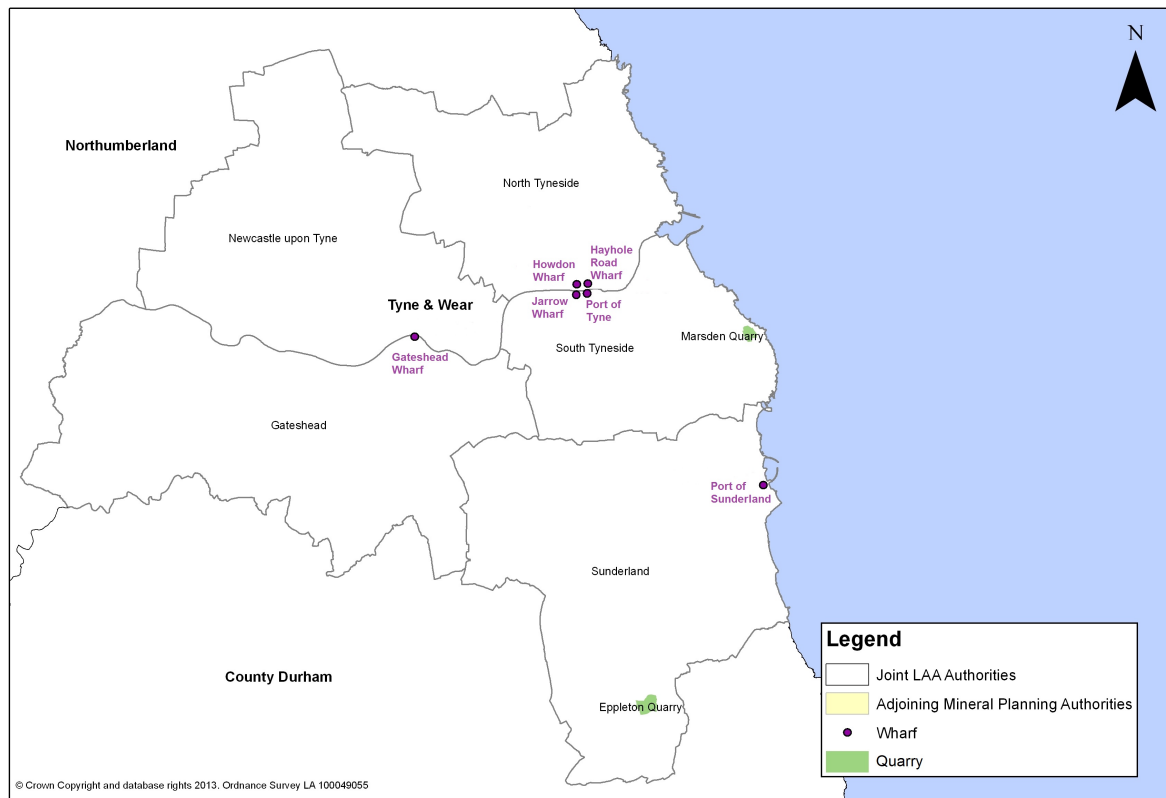 N
Northumberland
North Tyneside
Newcastle upon Tyne
Hayhole
Road
Wharf
Howdon
Wharf
Tyne & Wear
Jarrow
Wharf
Port of
Tyne
Marsden Quarry
South Tyneside
Gateshead
Wharf
Gateshead
Port of
Sunderland
Sunderland
County Durham
Eppleton Quarry
Legend
Joint LAA Authorities
Adjoining Mineral Planning Authorities
Wharf
Quarry
© Crown Copyright and database rights 2013. Ordnance Survey LA 100049055